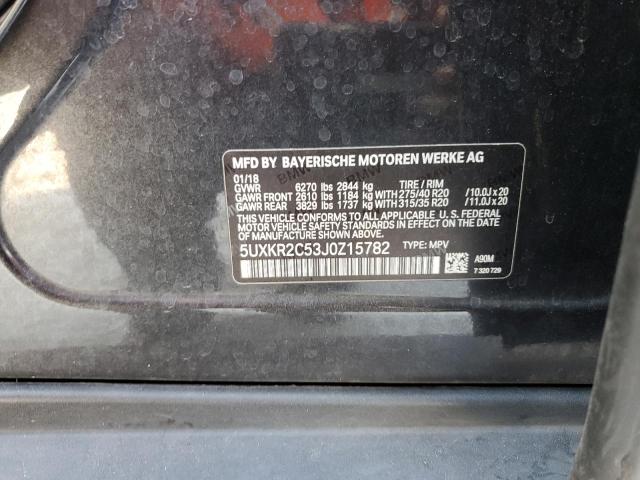 MFD BY BAYERISCHE MOTOREN WERKE AG
01/18
GVWR 6270 lbs 2844 kg TIRE / RIM
GAWR FRONT 2610 lbs 1184 kg WITH 275/40 R20 /10.0J x 20
GAWR REAR 3829 lbs 1737 kg WITH 315/35 R20 /11.0J x 20
THIS VEHICLE CONFORMS TO ALL APPLICABLE U. S. FEDERAL
MOTOR VEHICLE SAFETY STANDARDS IN EFFECT ON THE DATE
OF MANUFACTURE SHOWN ABOVE.
5UXKR2C53J0Z15782 TYPE: MPV
A90M
7 320 729